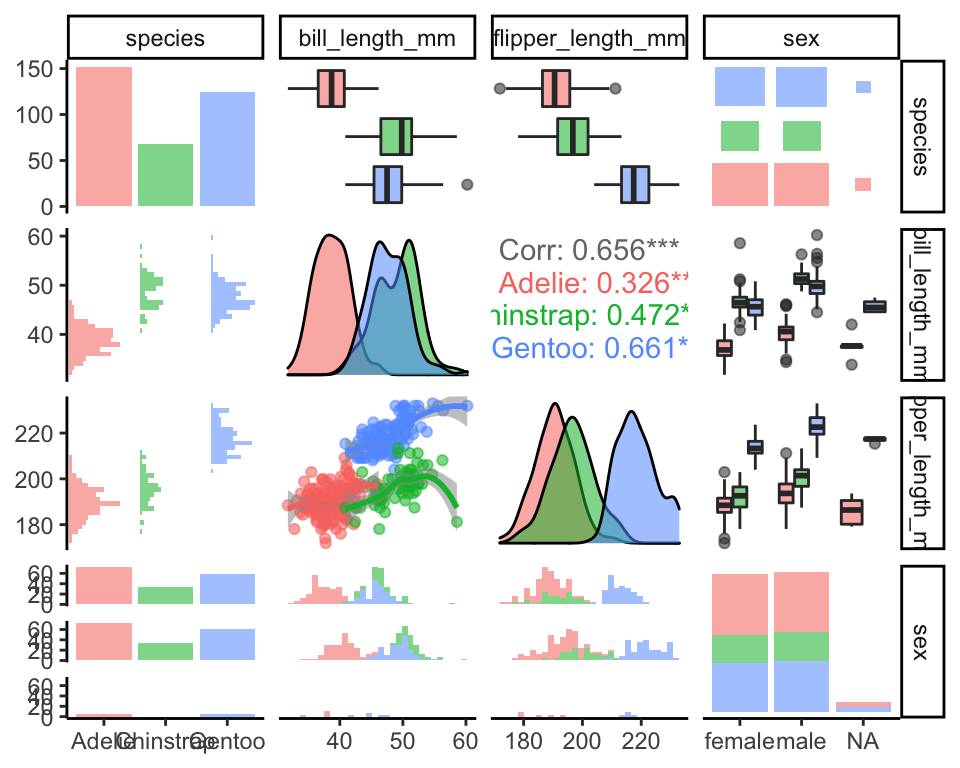 species
bill_length_mm
flipper_length_mm
sex
150
100
50
0
species
60
50
40
Corr: 0.656***
Adelie: 0.326**
ninstrap: 0.472*
Gentoo: 0.661*
bill_length_mm
220
200
180
pper_length_m
60
40
20
0
60
40
20
0
60
40
20
0
sex
Adelie
Chinstrap
Gentoo
40
50
60
180
200
220
female
male
NA